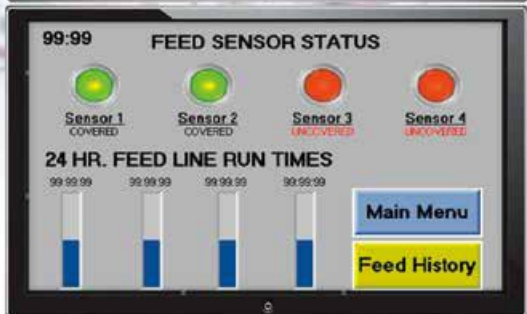 99:99 FEED SENSOR STATUS
Sensor 1 Sensor 2 Sensor 3 Sensor 4
COVERED COVERED UNCOVERED UNCOVERED
24 HR. FEED LINE RUN TIMES
99:99:99 99:99:99 99:99:99 99:99:99
Main Menu
Feed History